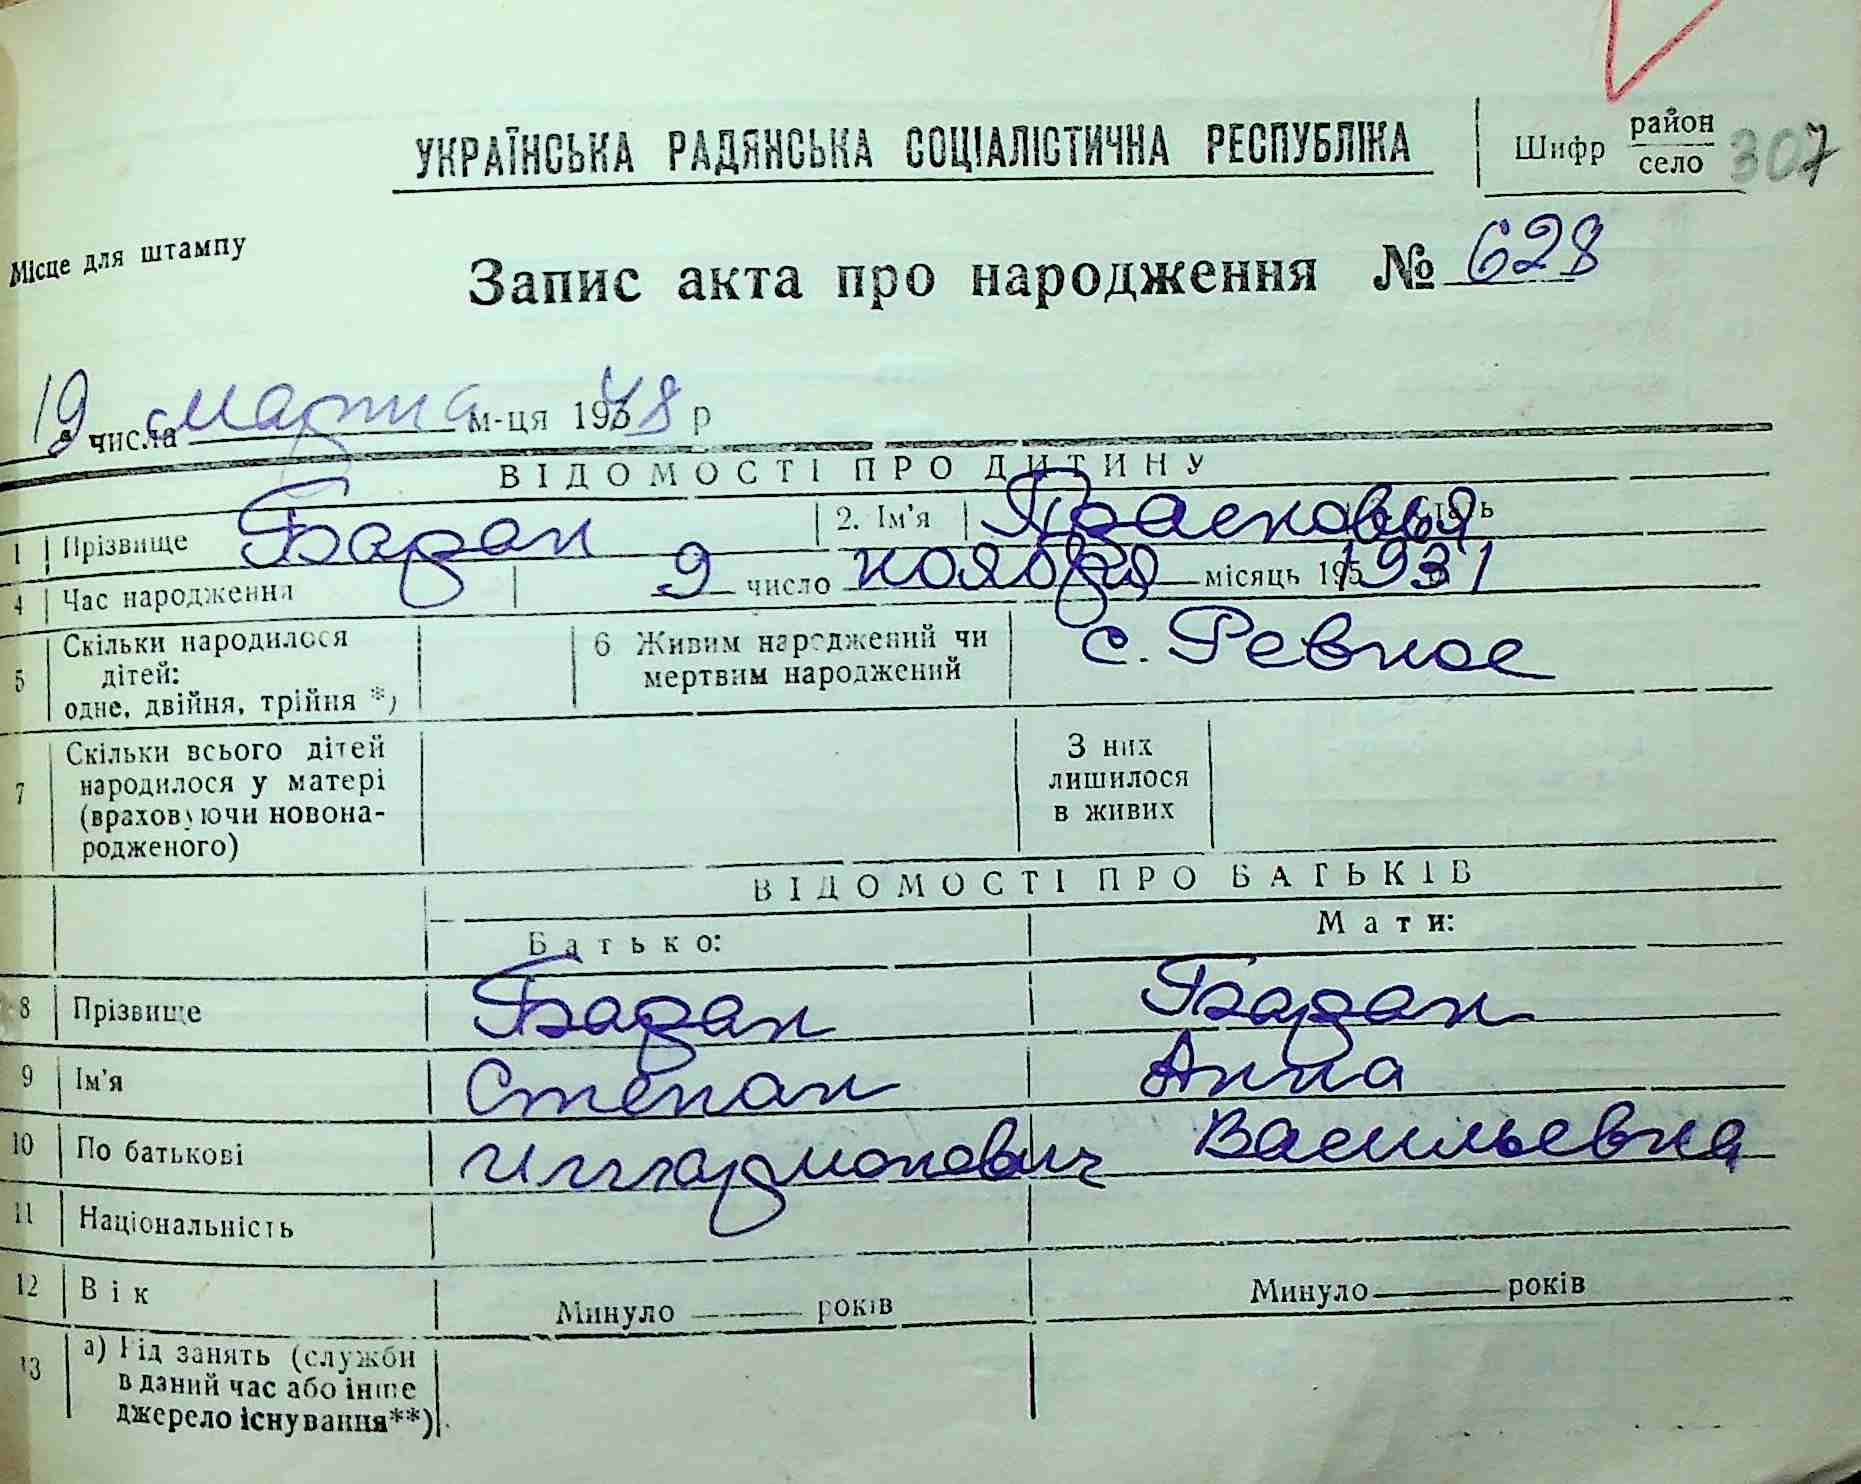 УКРАЇНСЬКА РАДЯНСЬКА СОЦІАЛІСТИЧНА РЕСПУБЛІКА
Шифр район село 307
Місце для штампу
Запис акта про народження № 628
19 числа марта м-ця 1948 р
ВІДОМОСТІ ПРО ДИТИНУ
1 Прізвище Баран 2. Ім'я Прасковья
4 Час народження 9 число ноября місяць 1931
5 Скільки народилося дітей: одне, двійня, трійня *) 6 Живим народжений чи мертвим народжений с. Ревное
7 Скільки всього дітей народилося у матері (враховуючи новонародженого) З них лишилося в живих
ВІДОМОСТІ ПРО БАТЬКІВ
Батько: Мати:
8 Прізвище Баран Баран
9 Ім'я Степан Анна
10 По батькові Илларионович Васильевна
11 Національність
12 Вік Минуло ——— років Минуло ——— років
13 а) Рід занять (служби в даний час або інше джерело існування**)